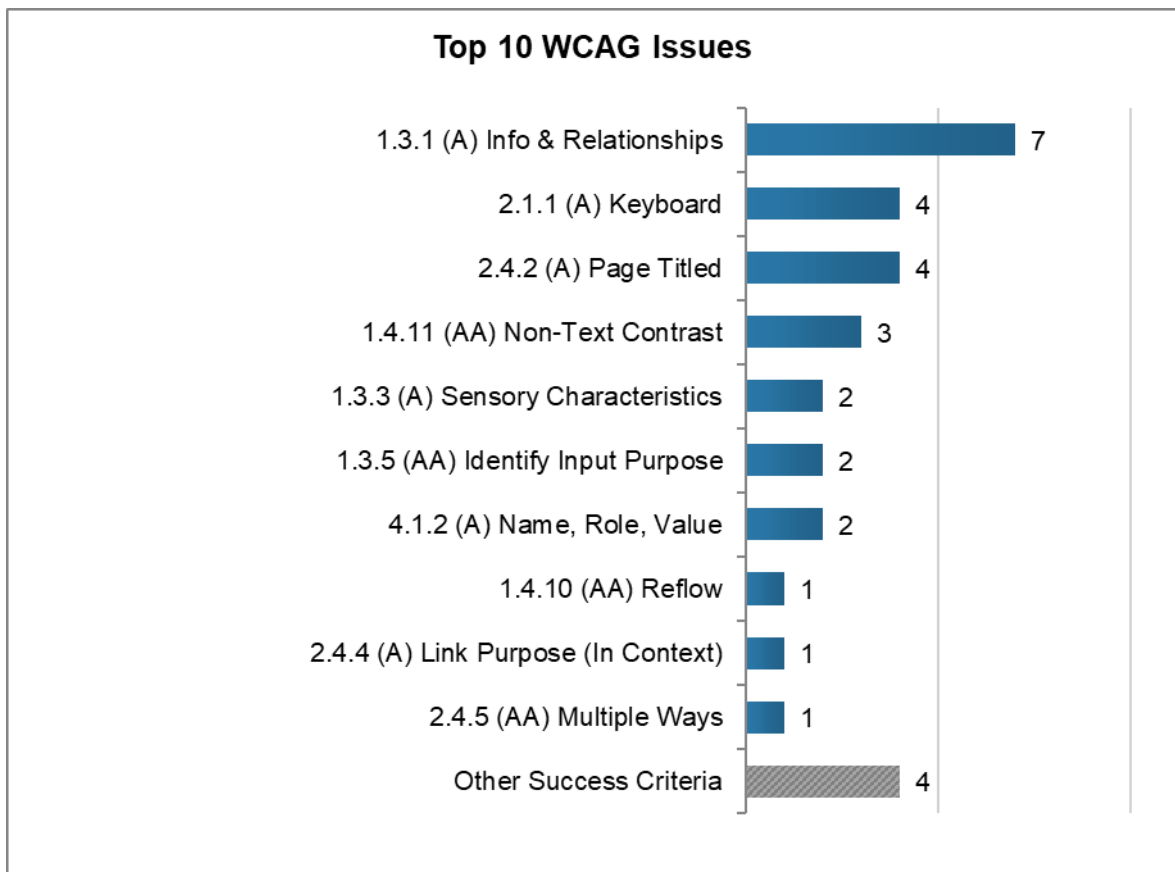 Top 10 WCAG Issues
1.3.1 (A) Info & Relationships 7
2.1.1 (A) Keyboard 4
2.4.2 (A) Page Titled 4
1.4.11 (AA) Non-Text Contrast 3
1.3.3 (A) Sensory Characteristics 2
1.3.5 (AA) Identify Input Purpose 2
4.1.2 (A) Name, Role, Value 2
1.4.10 (AA) Reflow 1
2.4.4 (A) Link Purpose (In Context) 1
2.4.5 (AA) Multiple Ways 1
Other Success Criteria 4